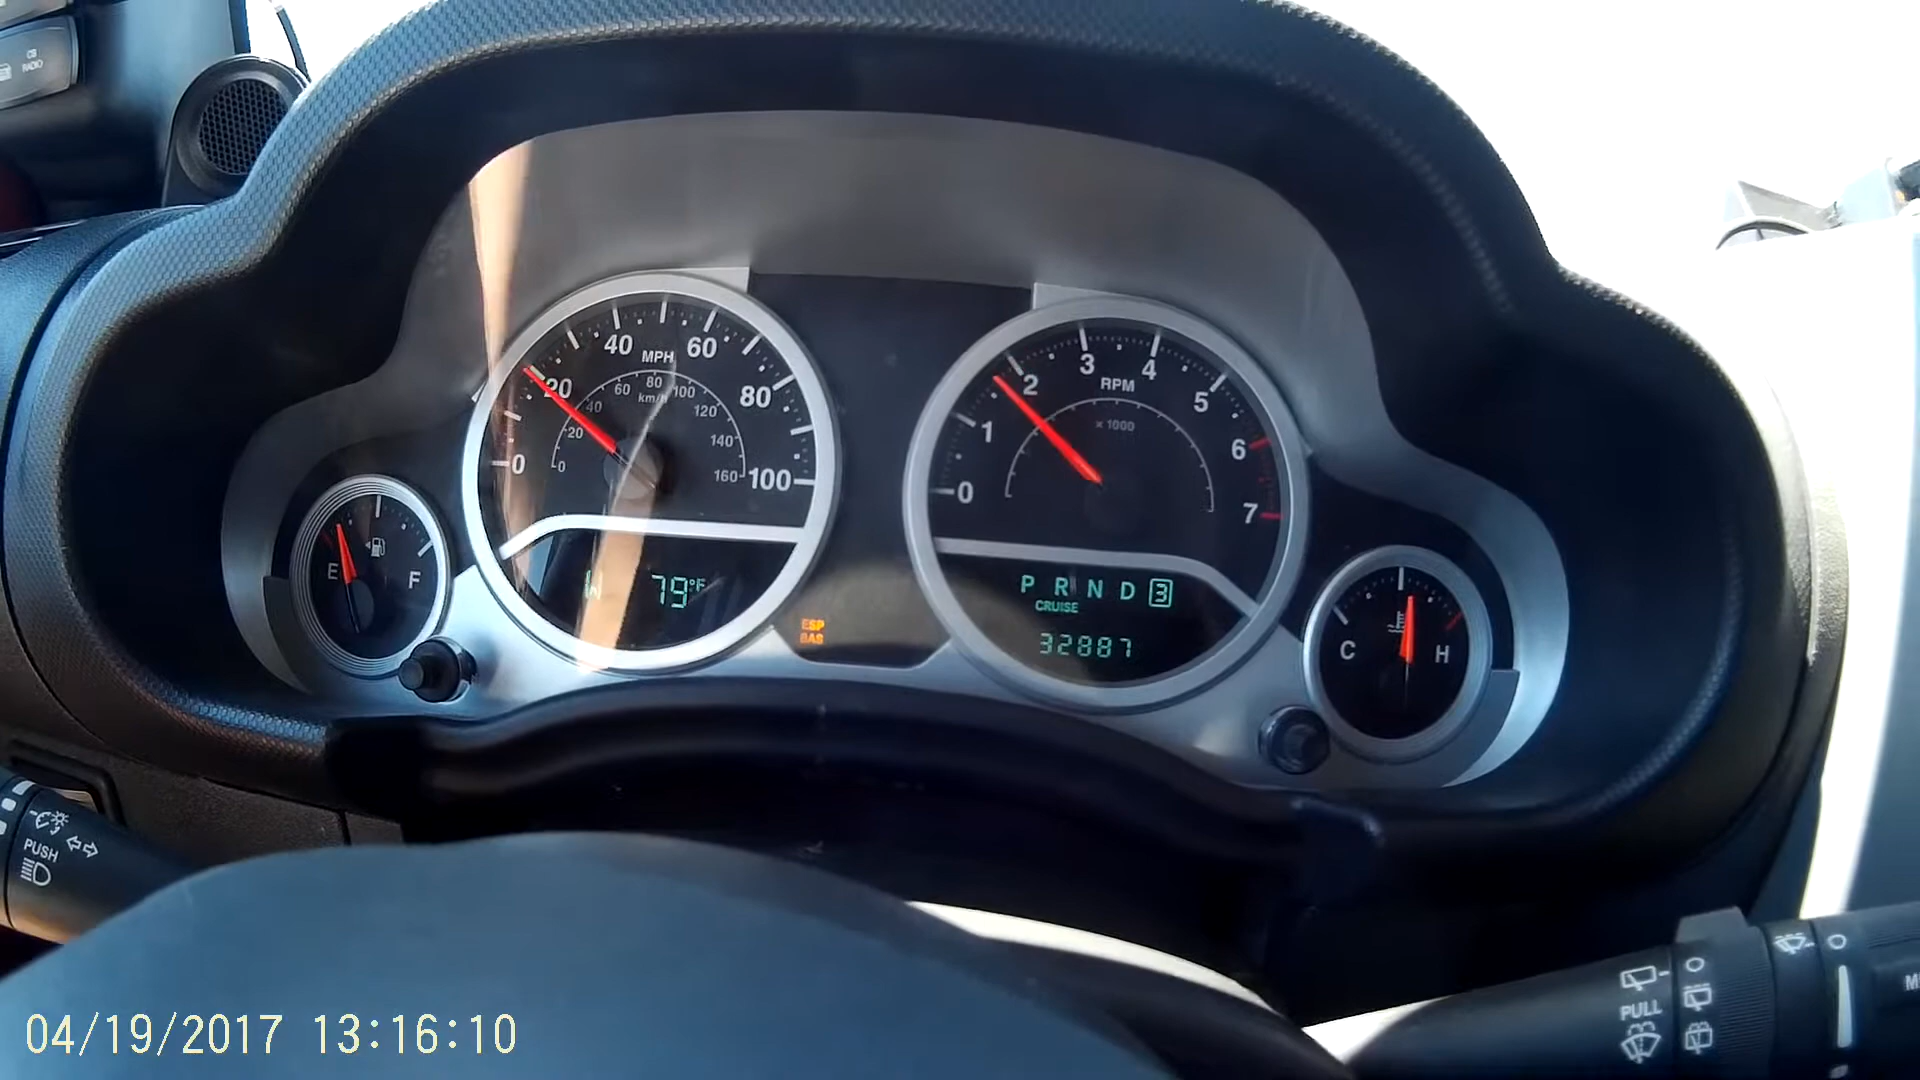 CB
RADIO
0
20
40
60
80
100
MPH
km/h
0
20
40
60
80
100
120
140
160
0
1
2
3
4
5
6
7
RPM
x 1000
E
F
W 79°F
ESP
BAS
P R N D 3
CRUISE
32887
C
H
PUSH
PULL
04/19/2017 13:16:10